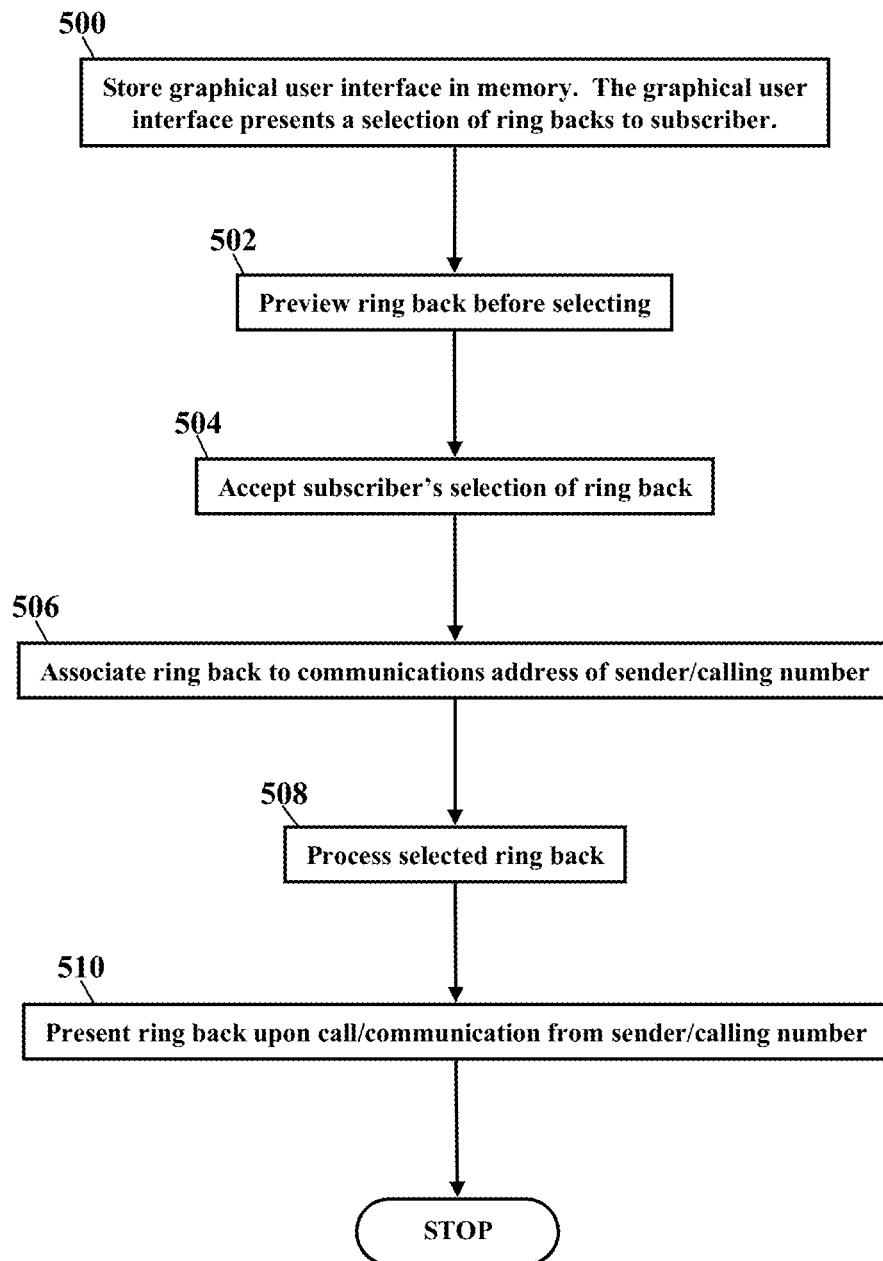 500
Store graphical user interface in memory.  The graphical user
interface presents a selection of ring backs to subscriber.
502
Preview ring back before selecting
504
Accept subscriber’s selection of ring back
506
Associate ring back to communications address of sender/calling number
508
Process selected ring back
510
Present ring back upon call/communication from sender/calling number
STOP